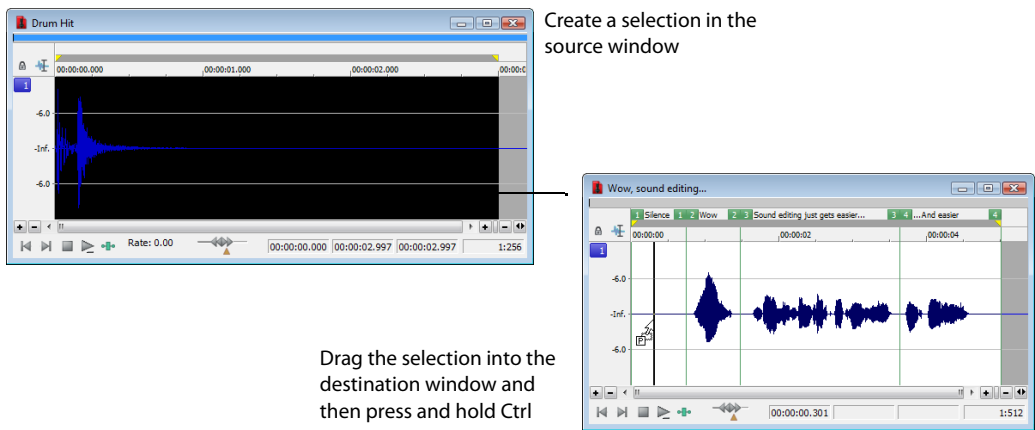 Drum Hit
Create a selection in the
source window
00:00:00.000 00:00:01.000 00:00:02.000 00:00:0
1
-6.0
-Inf.
-6.0
Rate: 0.00 00:00:00.000 00:00:02.997 00:00:02.997 1:256
Wow, sound editing...
1 Silence 1 2 Wow 2 3 Sound editing just gets easier... 3 4 ...And easier 4
00:00:00 00:00:02 00:00:04
1
-6.0
-Inf.
-6.0
P
00:00:00.301 1:512
Drag the selection into the
destination window and
then press and hold Ctrl